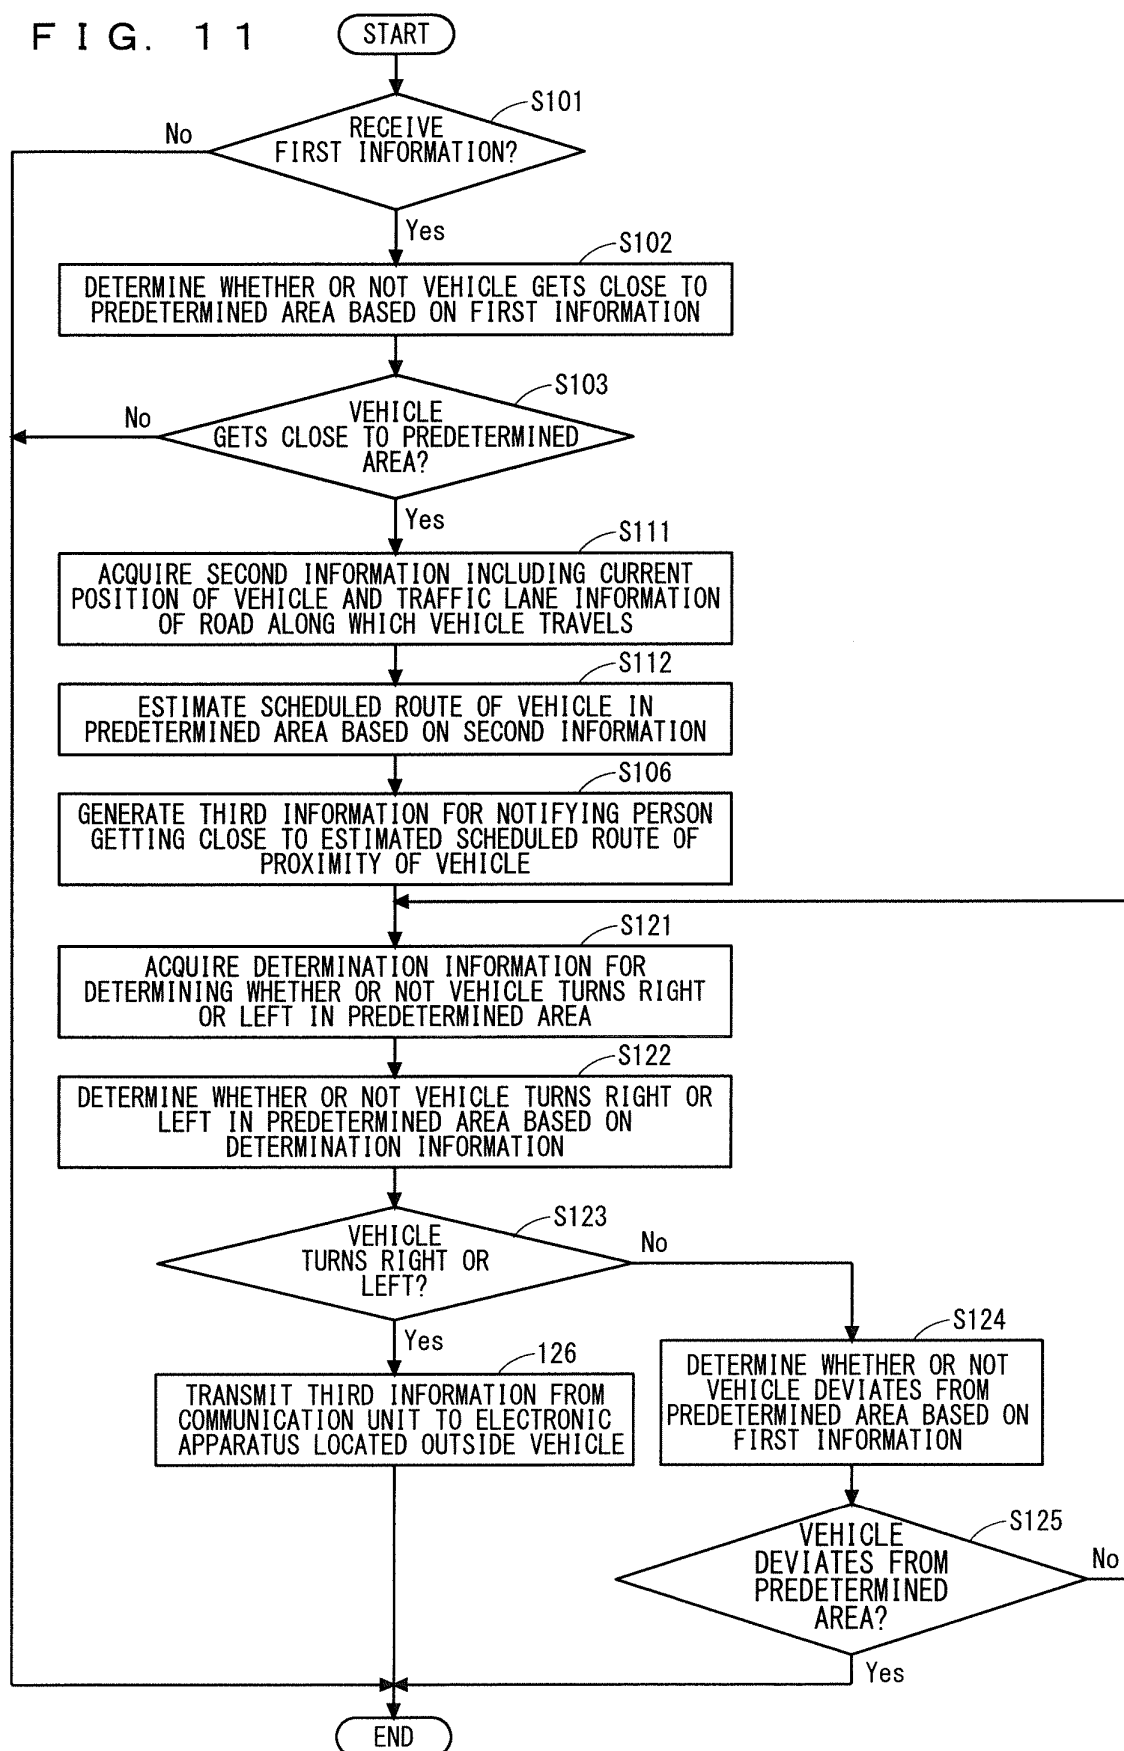 FIG. 11
START
S101
RECEIVE
FIRST INFORMATION?
No
Yes
S102
DETERMINE WHETHER OR NOT VEHICLE GETS CLOSE TO
PREDETERMINED AREA BASED ON FIRST INFORMATION
S103
VEHICLE
GETS CLOSE TO PREDETERMINED
AREA?
No
Yes
S111
ACQUIRE SECOND INFORMATION INCLUDING CURRENT
POSITION OF VEHICLE AND TRAFFIC LANE INFORMATION
OF ROAD ALONG WHICH VEHICLE TRAVELS
S112
ESTIMATE SCHEDULED ROUTE OF VEHICLE IN
PREDETERMINED AREA BASED ON SECOND INFORMATION
S106
GENERATE THIRD INFORMATION FOR NOTIFYING PERSON
GETTING CLOSE TO ESTIMATED SCHEDULED ROUTE OF
PROXIMITY OF VEHICLE
S121
ACQUIRE DETERMINATION INFORMATION FOR
DETERMINING WHETHER OR NOT VEHICLE TURNS RIGHT
OR LEFT IN PREDETERMINED AREA
S122
DETERMINE WHETHER OR NOT VEHICLE TURNS RIGHT OR
LEFT IN PREDETERMINED AREA BASED ON
DETERMINATION INFORMATION
S123
VEHICLE
TURNS RIGHT OR
LEFT?
No
Yes
126
TRANSMIT THIRD INFORMATION FROM
COMMUNICATION UNIT TO ELECTRONIC
APPARATUS LOCATED OUTSIDE VEHICLE
S124
DETERMINE WHETHER OR NOT
VEHICLE DEVIATES FROM
PREDETERMINED AREA BASED ON
FIRST INFORMATION
S125
VEHICLE
DEVIATES FROM
PREDETERMINED
AREA?
No
Yes
END